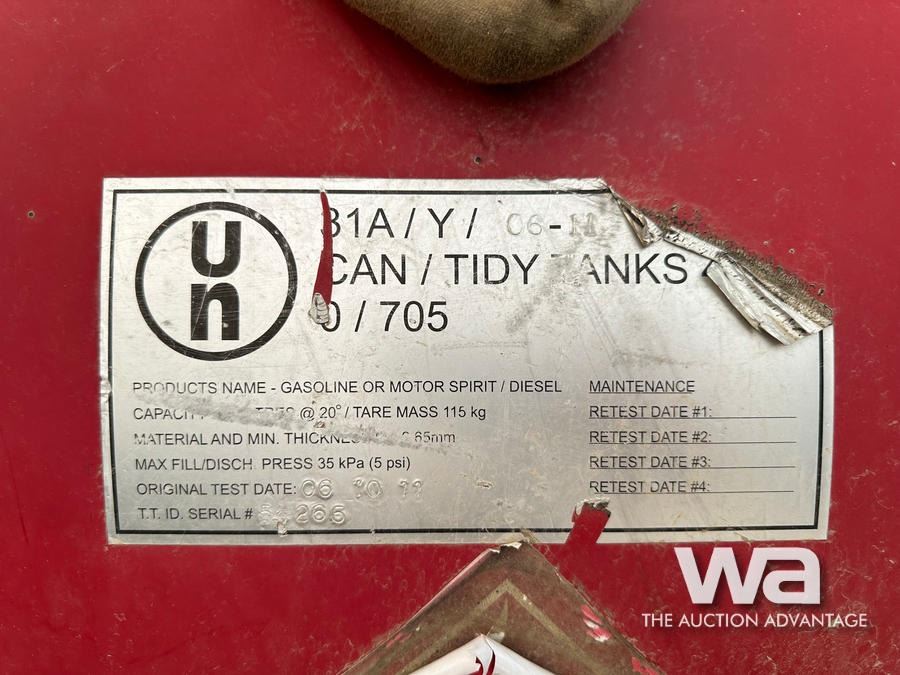 un
31A / Y / 06-11
CAN / TIDY TANKS
0 / 705
PRODUCTS NAME - GASOLINE OR MOTOR SPIRIT / DIESEL
@ 20° / TARE MASS 115 kg
MATERIAL AND MIN. THICKNESS
MAX FILL/DISCH. PRESS 35 kPa (5 psi)
ORIGINAL TEST DATE: 06
T.T. ID. SERIAL #
MAINTENANCE
RETEST DATE #1:
RETEST DATE #2:
RETEST DATE #3:
RETEST DATE #4:
wa
THE AUCTION ADVANTAGE